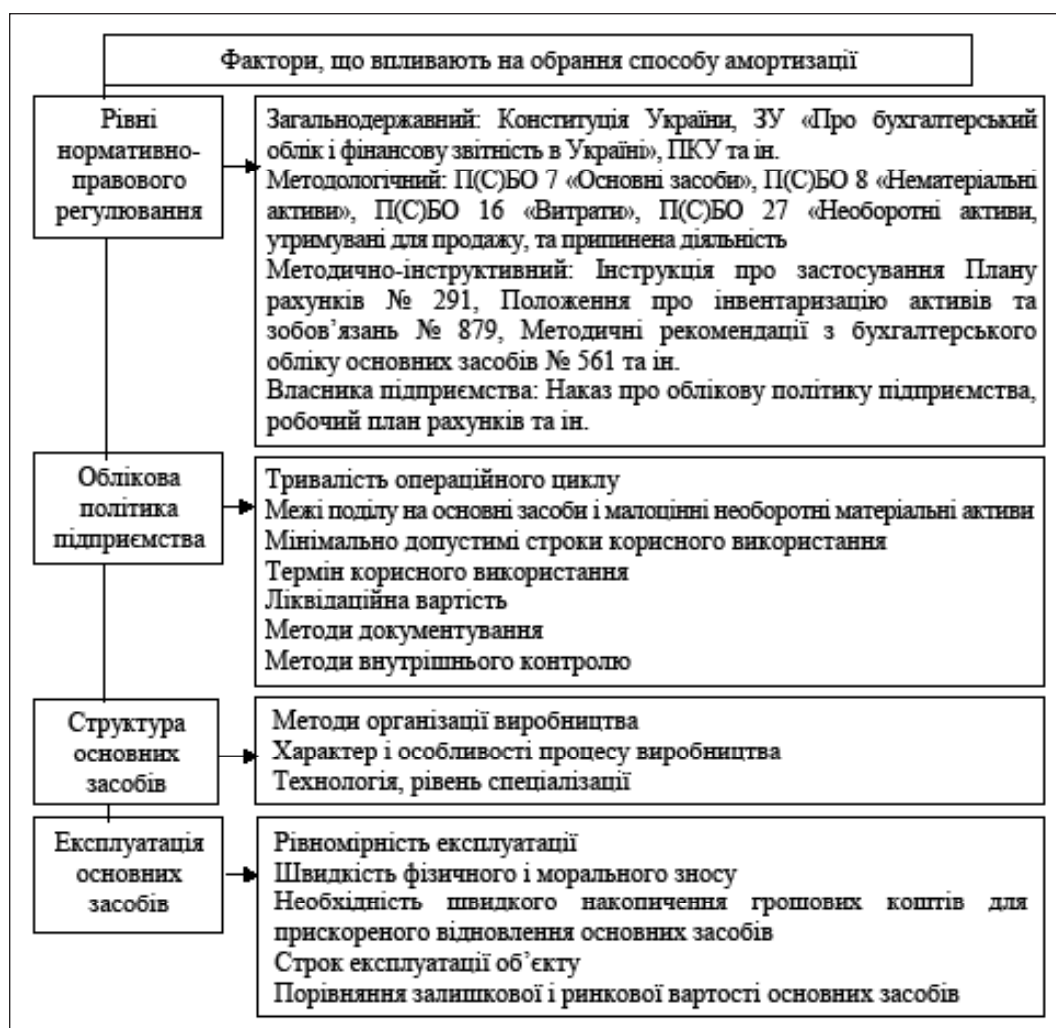 Фактори, що впливають на обрання способу амортизації
Рівні
нормативно-
правового
регулювання
Загальнодержавний: Конституція України, ЗУ «Про бухгалтерський
облік і фінансову звітність в Україні», ПКУ та ін.
Методологічний: П(С)БО 7 «Основні засоби», П(С)БО 8 «Нематеріальні
активи», П(С)БО 16 «Витрати», П(С)БО 27 «Необоротні активи,
утримувані для продажу, та припинена діяльність
Методично-інструктивний: Інструкція про застосування Плану
рахунків № 291, Положення про інвентаризацію активів та
зобов’язань № 879, Методичні рекомендації з бухгалтерського
обліку основних засобів № 561 та ін.
Власника підприємства: Наказ про облікову політику підприємства,
робочий план рахунків та ін.
Облікова
політика
підприємства
Тривалість операційного циклу
Межі поділу на основні засоби і малоцінні необоротні матеріальні активи
Мінімально допустимі строки корисного використання
Термін корисного використання
Ліквідаційна вартість
Методи документування
Методи внутрішнього контролю
Структура
основних
засобів
Методи організації виробництва
Характер і особливості процесу виробництва
Технологія, рівень спеціалізації
Експлуатація
основних
засобів
Рівномірність експлуатації
Швидкість фізичного і морального зносу
Необхідність швидкого накопичення грошових коштів для
прискореного відновлення основних засобів
Строк експлуатації об’єкту
Порівняння залишкової і ринкової вартості основних засобів